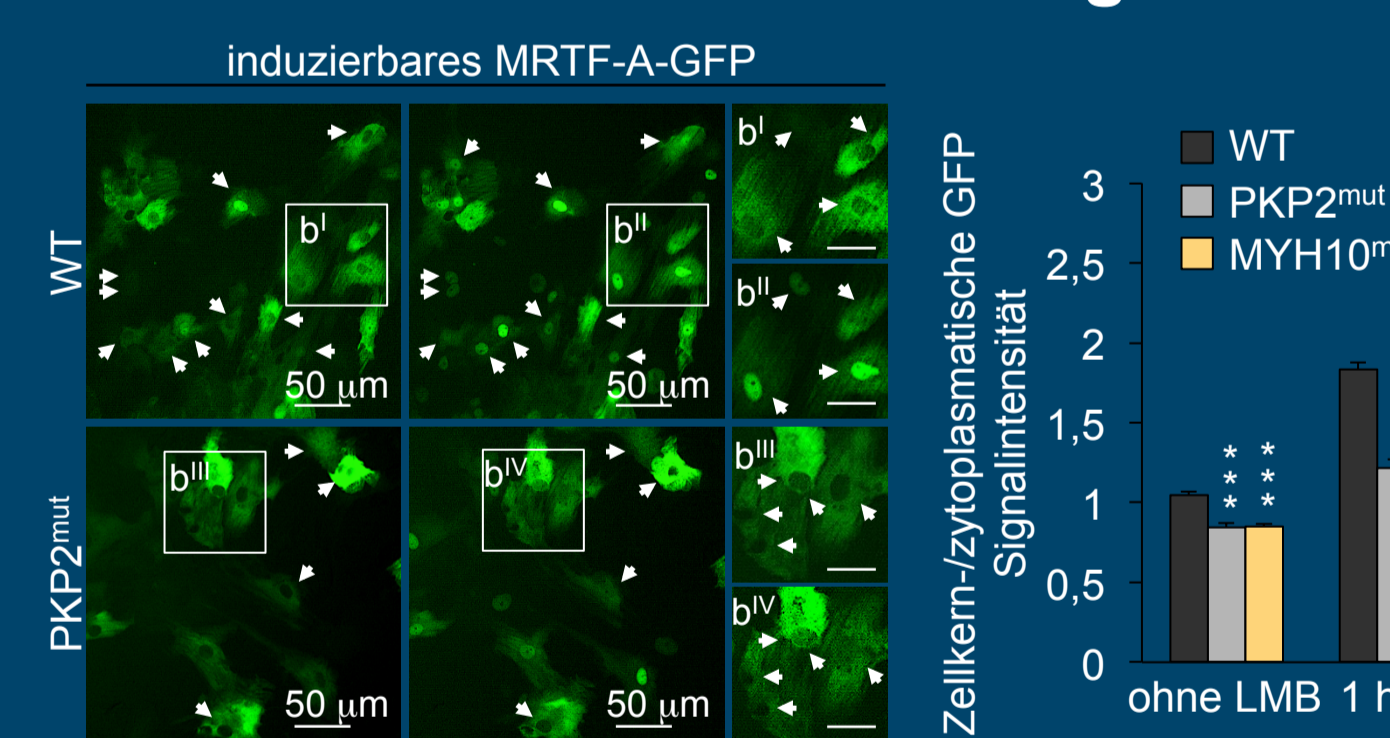 induzierbares MRTF-A-GFP
WT
bI
bII
50 μm
50 μm
bI
bII
PKP2mut
bIII
bIV
50 μm
50 μm
bIII
bIV
Zellkern-/zytoplasmatische GFP
Signalintensität
WT
PKP2mut
MYH10m
3
2,5
2
1,5
1
0,5
0
***
***
ohne LMB
1 h